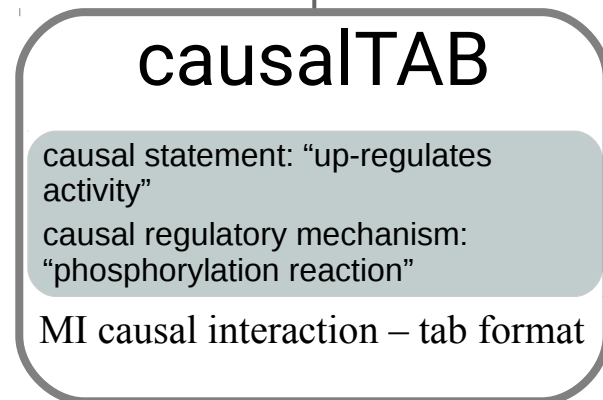 causalTAB
causal statement: “up-regulates
activity”
causal regulatory mechanism:
“phosphorylation reaction”
MI causal interaction – tab format